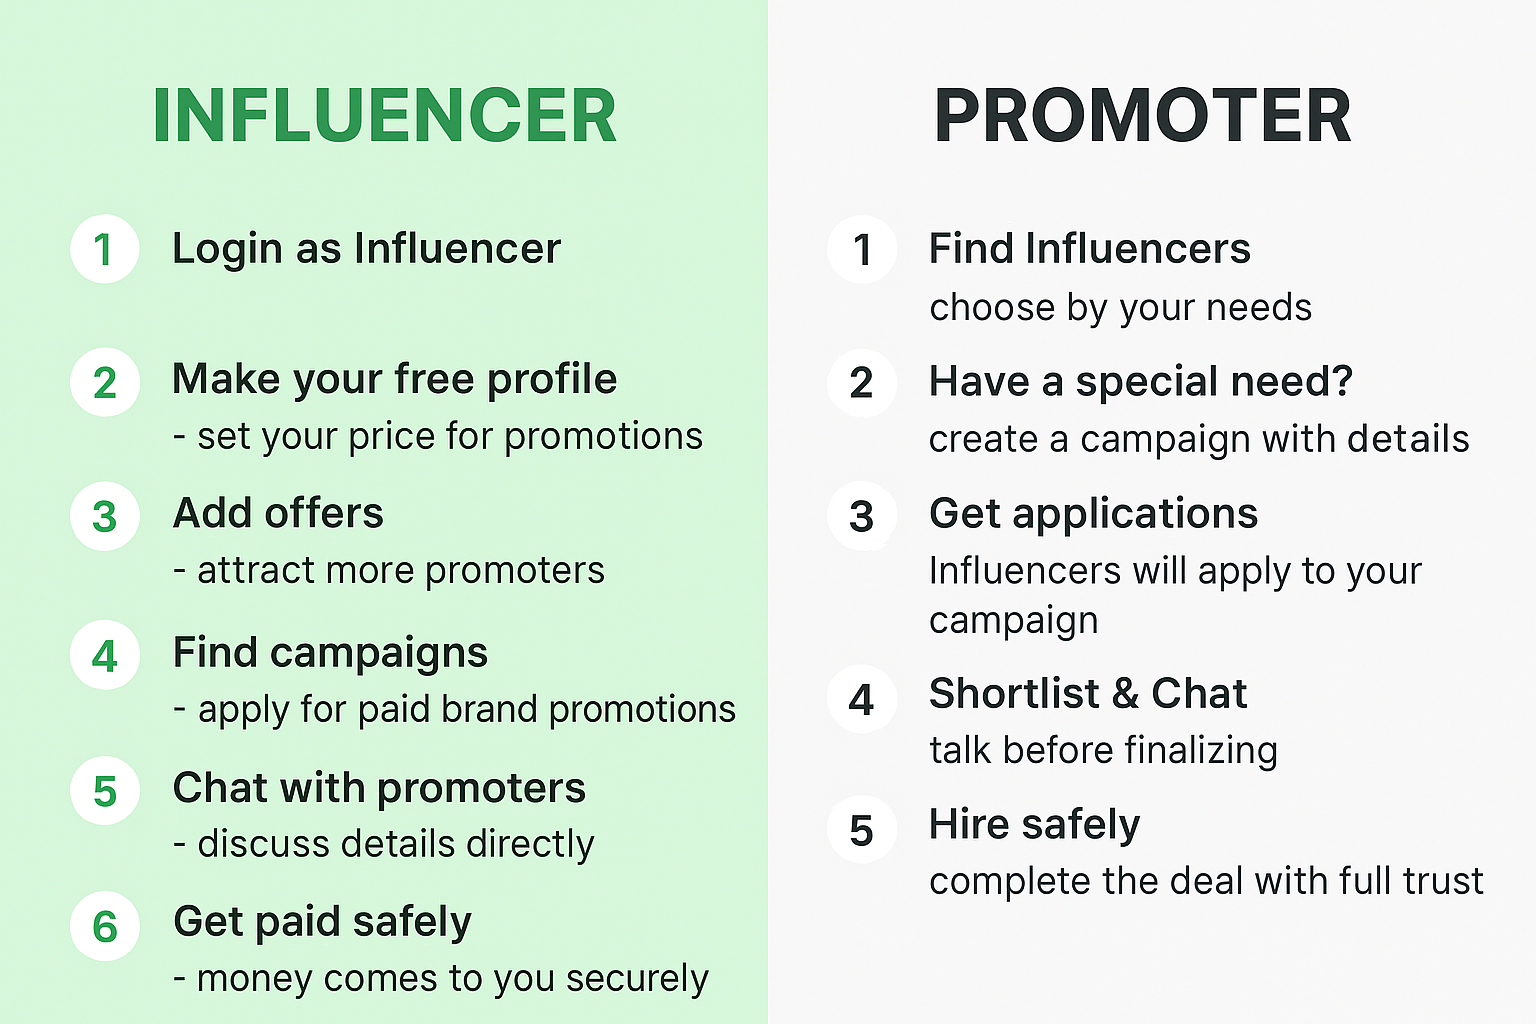 INFLUENCER
1 Login as Influencer
2 Make your free profile
- set your price for promotions
3 Add offers
- attract more promoters
4 Find campaigns
- apply for paid brand promotions
5 Chat with promoters
- discuss details directly
6 Get paid safely
- money comes to you securely
PROMOTER
1 Find Influencers
choose by your needs
2 Have a special need?
create a campaign with details
3 Get applications
Influencers will apply to your
campaign
4 Shortlist & Chat
talk before finalizing
5 Hire safely
complete the deal with full trust